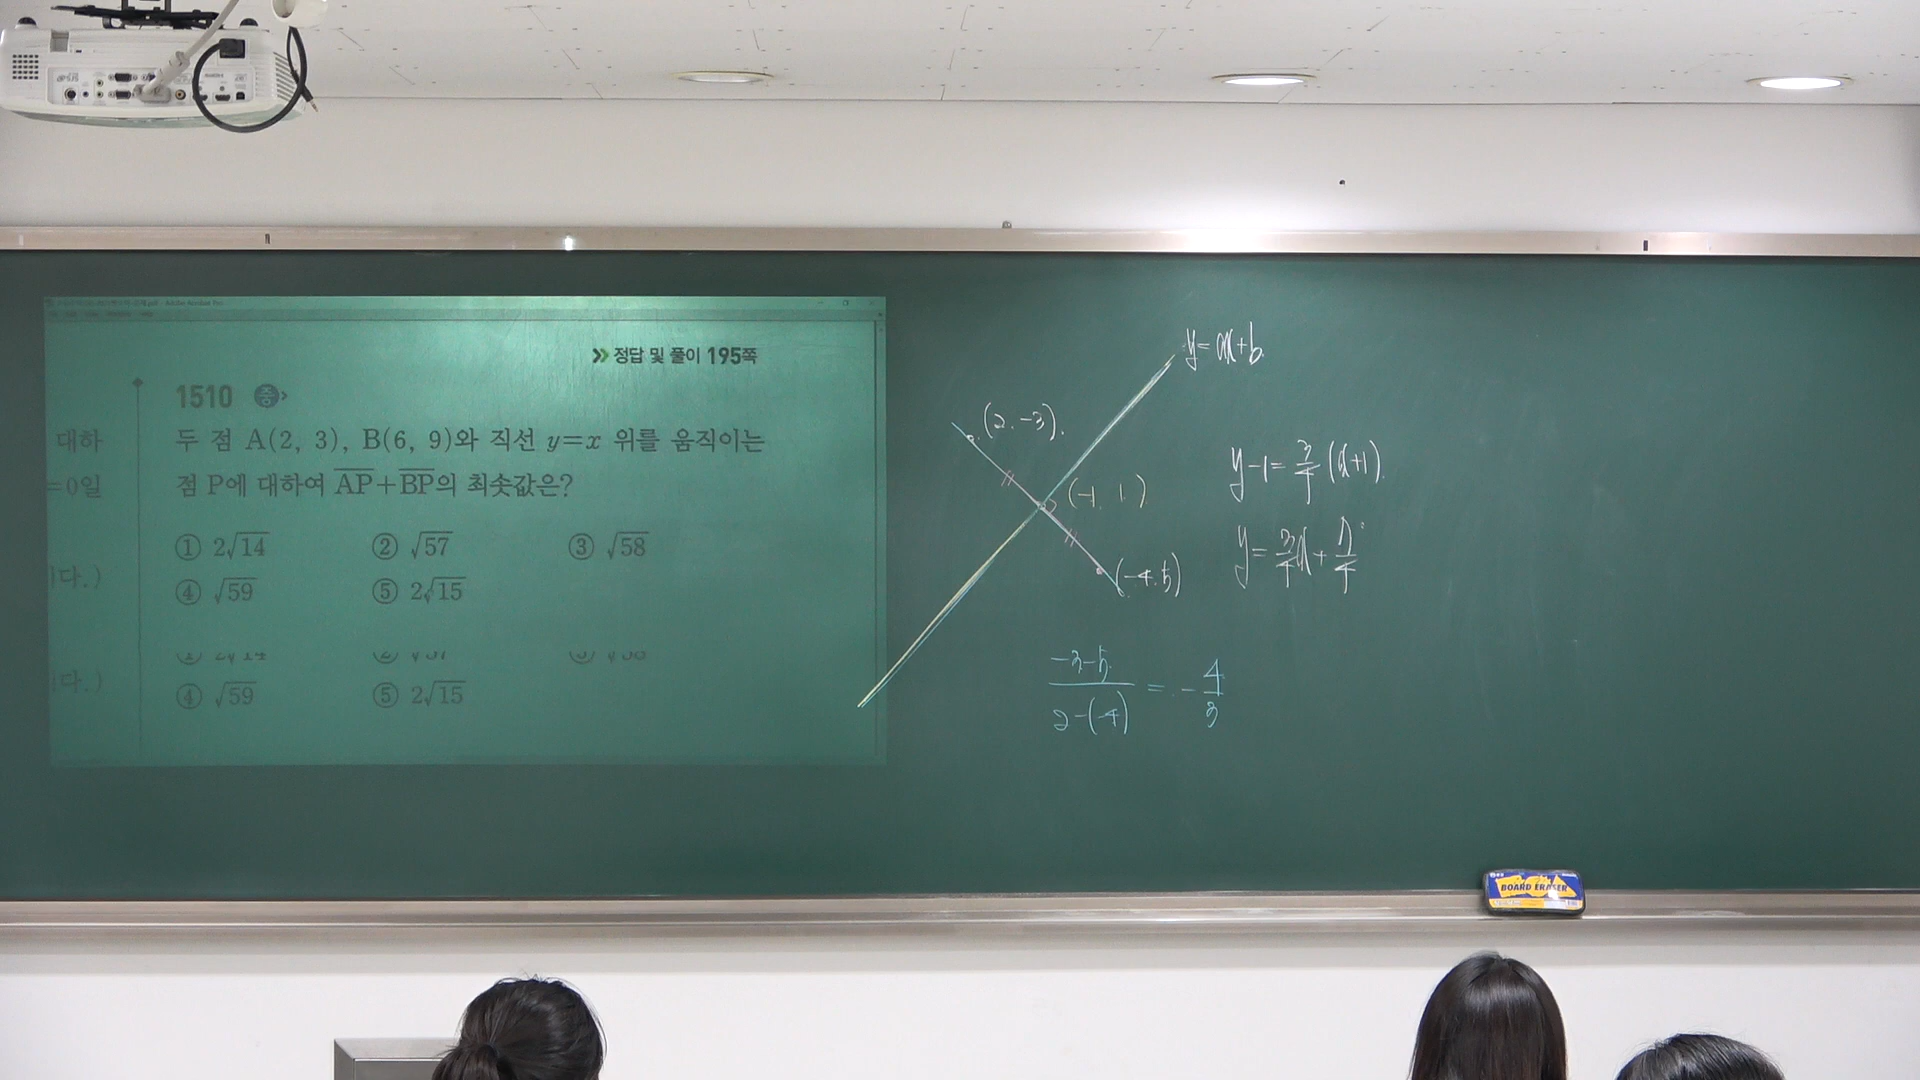 정답 및 풀이 195쪽
1510 중
두 점 A(2, 3), B(6, 9)와 직선 y=x 위를 움직이는
점 P에 대하여 AP+BP의 최솟값은?
① 2√14 ② √57 ③ √58
④ √59 ⑤ 2√15
④ √59 ⑤ 2√15
대하
=0일
다.)
다.)
y=ax+b
(2, -3)
(-1, 1)
(-4, 5)
y-1=3/4(x+1)
-3-5/2-(-4) = -4/3
BOARD ERASER